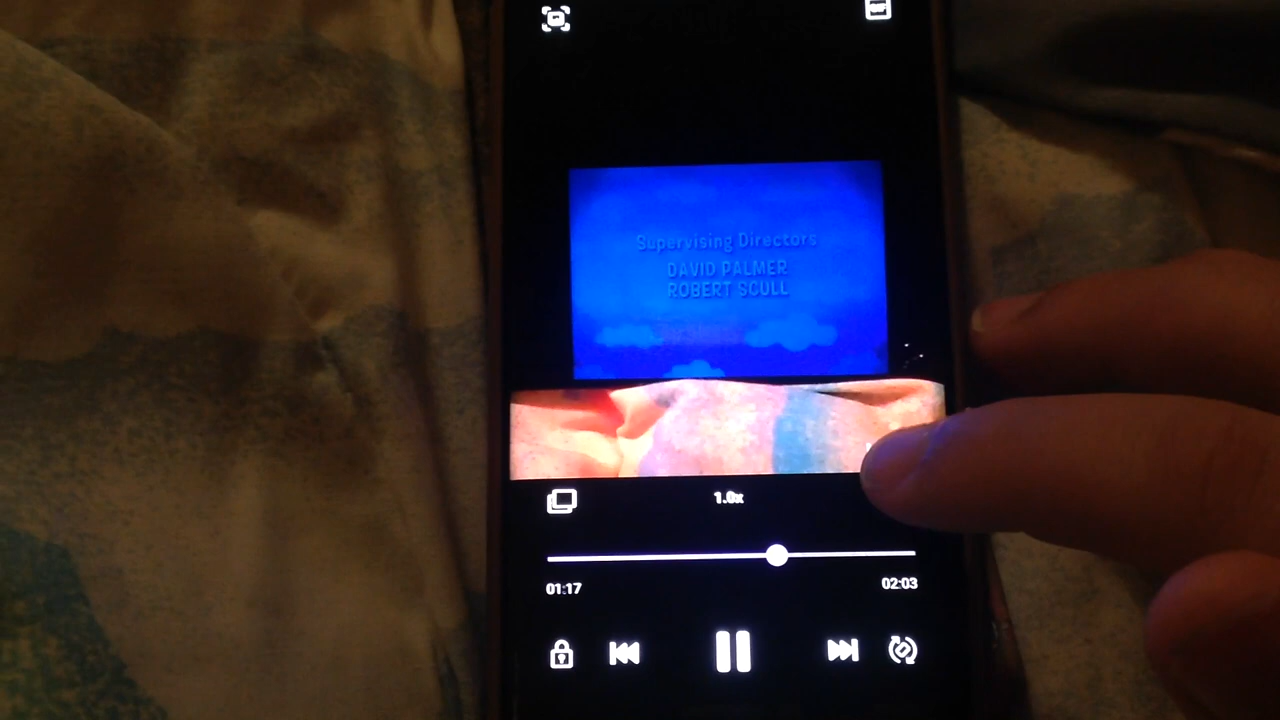 Supervising Directors
DAVID PALMER
ROBERT SCULL
1.0x
01:17
02:03